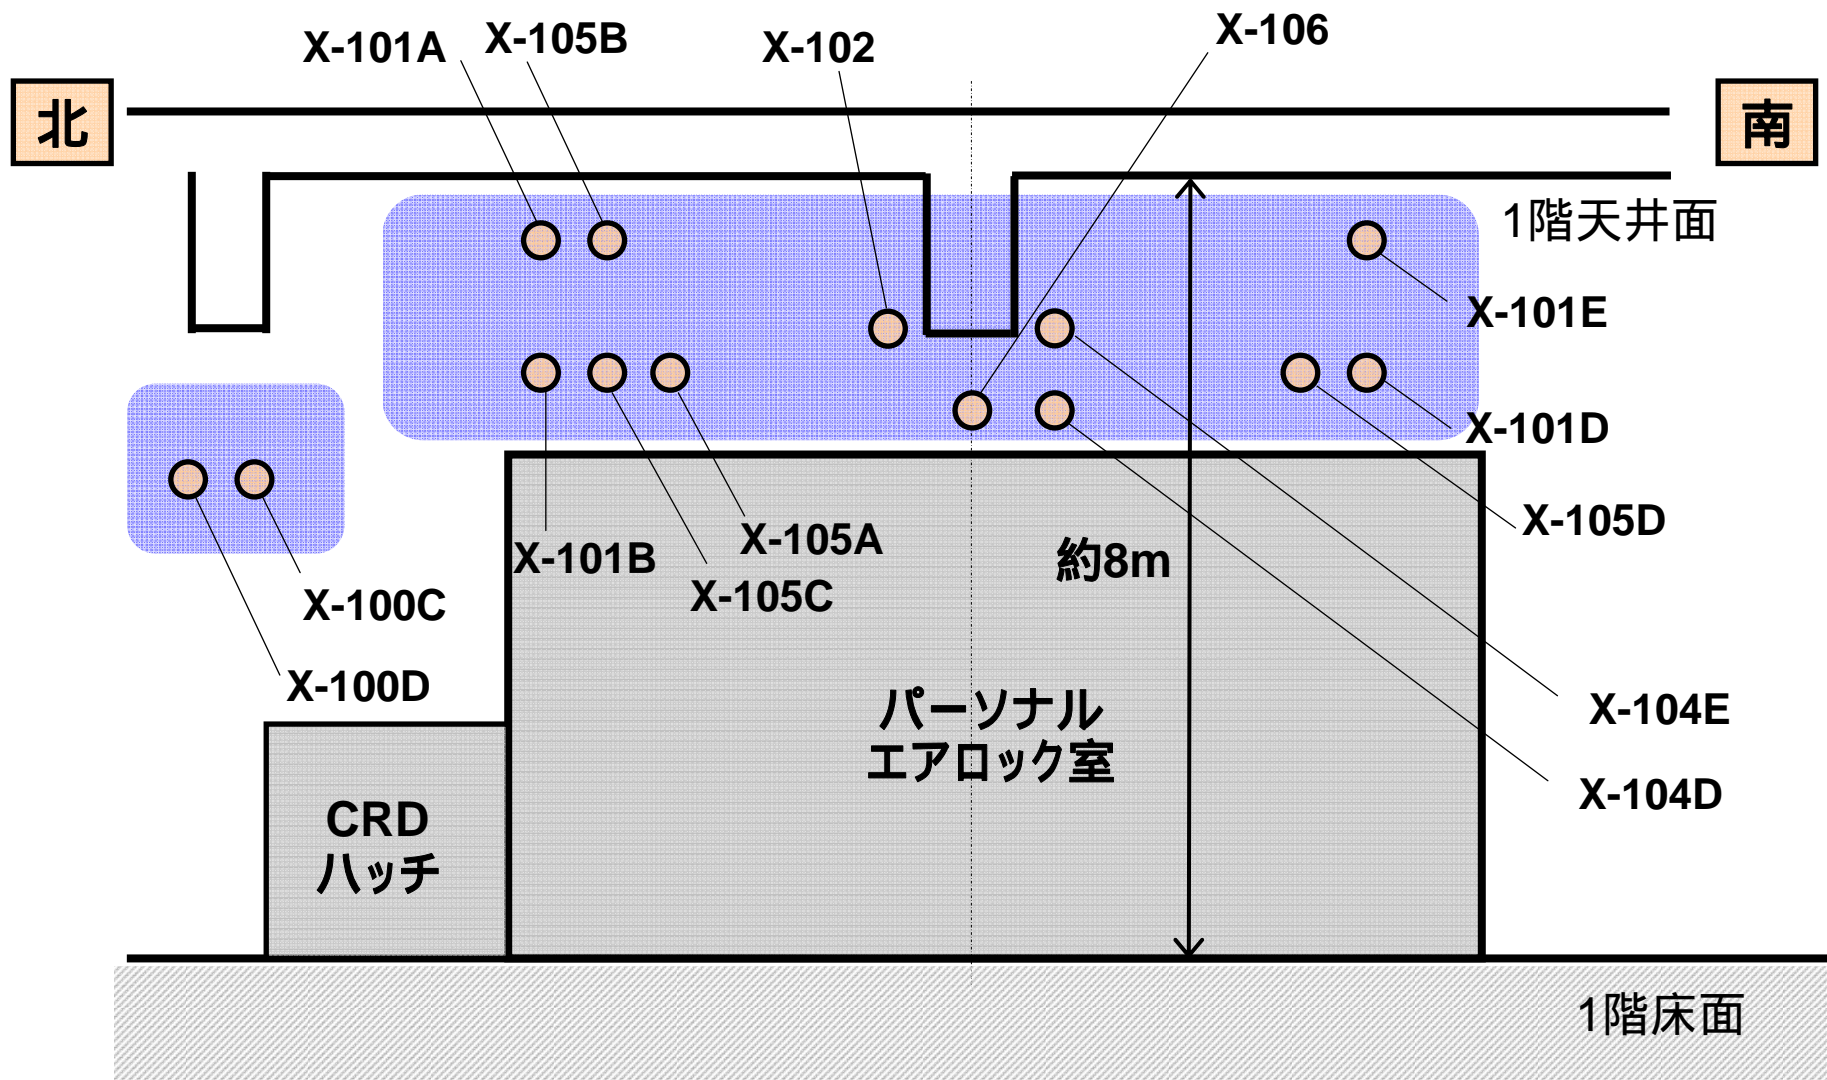 X-101A
X-105B
X-102
X-106
北
南
1階天井面
X-101E
X-101D
X-105D
X-101B
X-105A
X-105C
約8m
X-100C
X-100D
パーソナル
エアロック室
X-104E
X-104D
CRD
ハッチ
1階床面